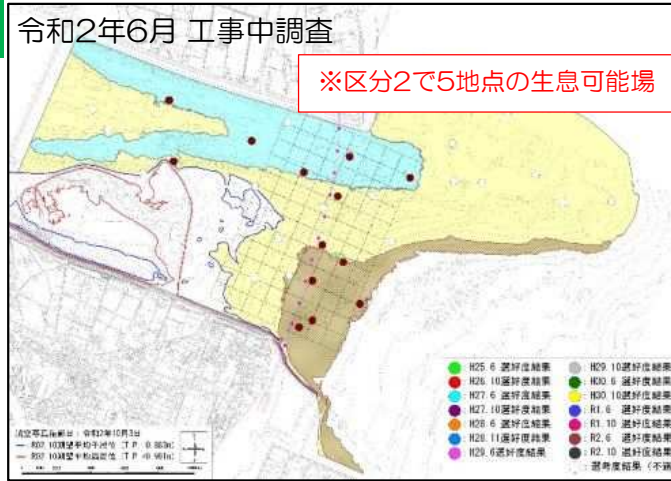 令和2年6月 工事中調査
※区分2で5地点の生息可能場
H25.6 選好度結果
H26.10選好度結果
H27.6 選好度結果
H27.10選好度結果
H28.6 選好度結果
H28.11選好度結果
H29.6選好度結果
H29.10選好度結果
H30.6 選好度結果
H30.10選好度結果
R1.6 選好度結果
R1.10 選好度結果
R2.6 選好度結果
R2.10 選好度結果